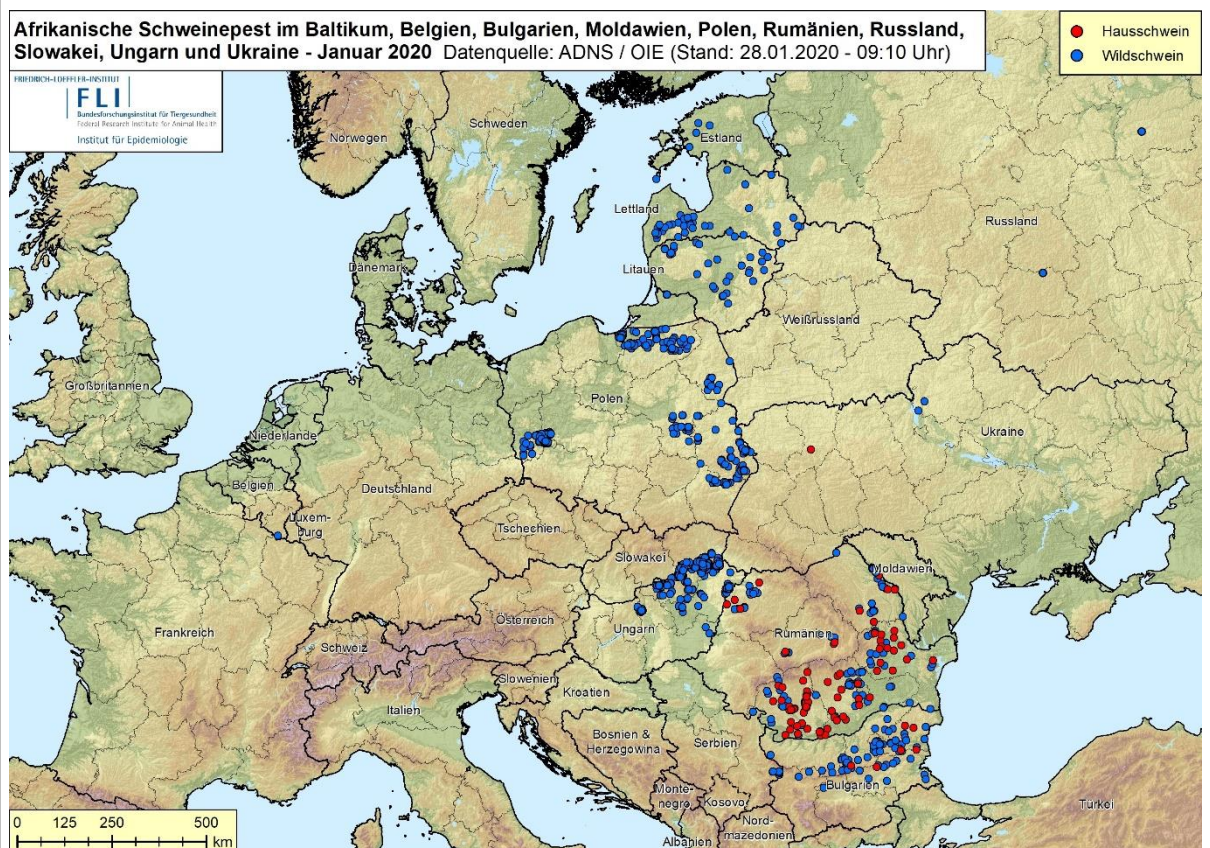 Afrikanische Schweinepest im Baltikum, Belgien, Bulgarien, Moldawien, Polen, Rumänien, Russland,
Slowakei, Ungarn und Ukraine - Januar 2020 Datenquelle: ADNS / OIE (Stand: 28.01.2020 - 09:10 Uhr)
Hausschwein
Wildschwein
FRIEDRICH-LOEFFLER-INSTITUT
FLI
Bundesforschungsinstitut für Tiergesundheit
Federal Research Institute for Animal Health
Institut für Epidemiologie
Norwegen
Schweden
Estland
Lettland
Russland
Dänemark
Litauen
Weißrussland
Großbritannien
Polen
Niederlande
Ukraine
Belgien
Deutschland
Luxem-
burg
Tschechien
Slowakei
Moldawien
Frankreich
Österreich
Ungarn
Rumänien
Schweiz
Slowenien
Kroatien
Italien
Bosnien &
Herzegowina
Serbien
Bulgarien
Monte-
negro
Kosovo
Nord-
mazedonien
Albanien
Türkei
0 125 250 500
km